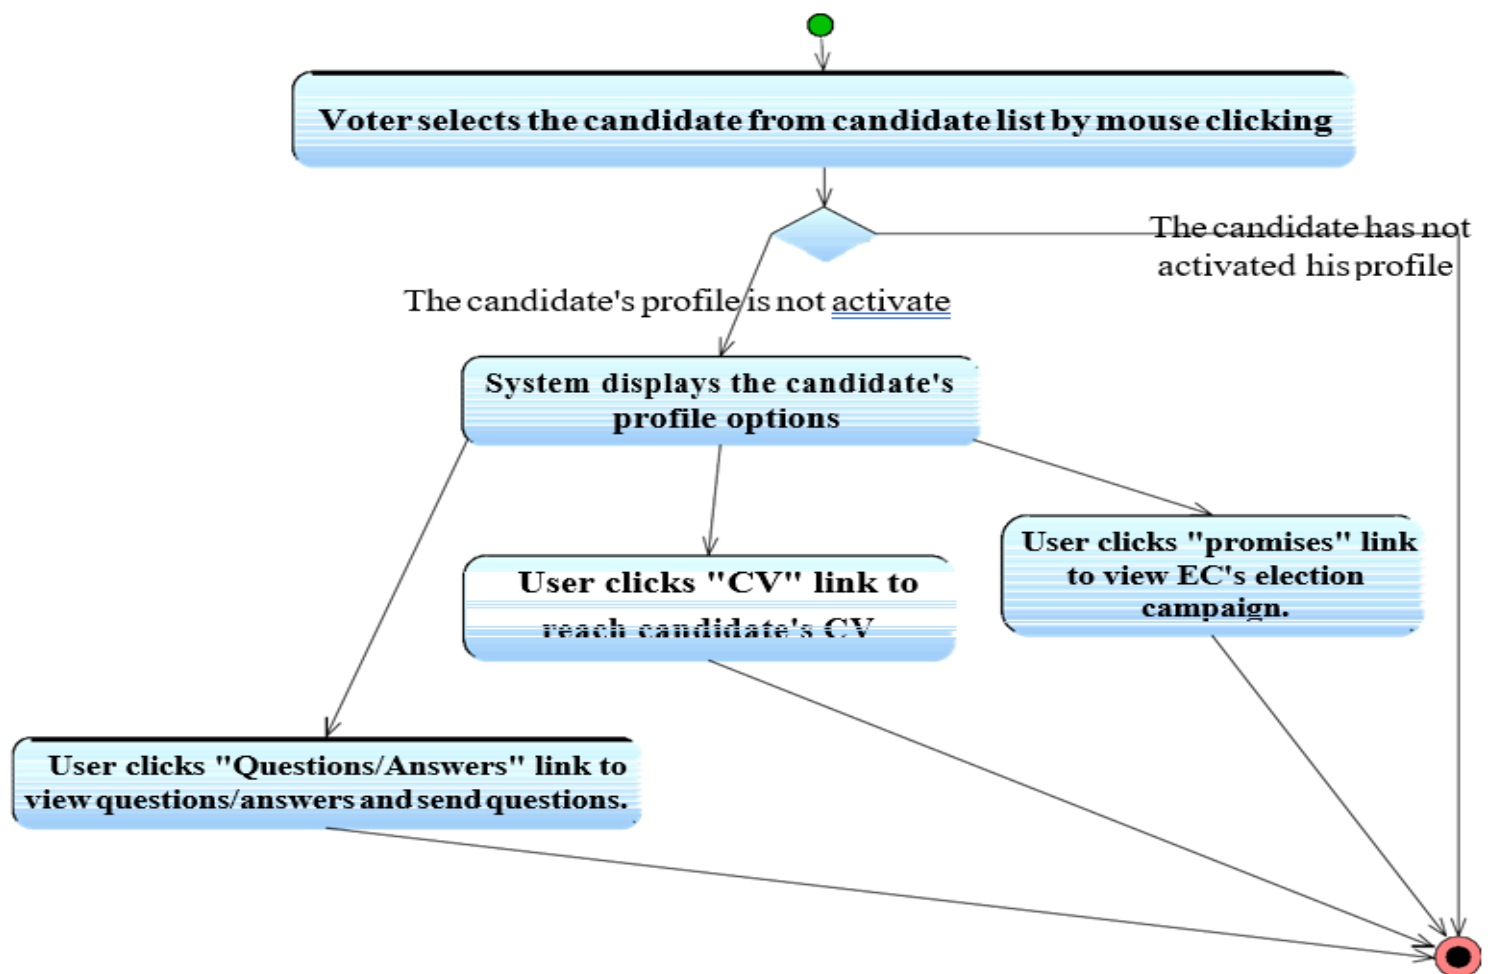 Voter selects the candidate from candidate list by mouse clicking
The candidate has not
activated his profile
The candidate's profile is not activate
System displays the candidate's
profile options
User clicks "promises" link
to view EC's election
campaign.
User clicks "CV" link to
reach candidate's CV
User clicks "Questions/Answers" link to
view questions/answers and send questions.